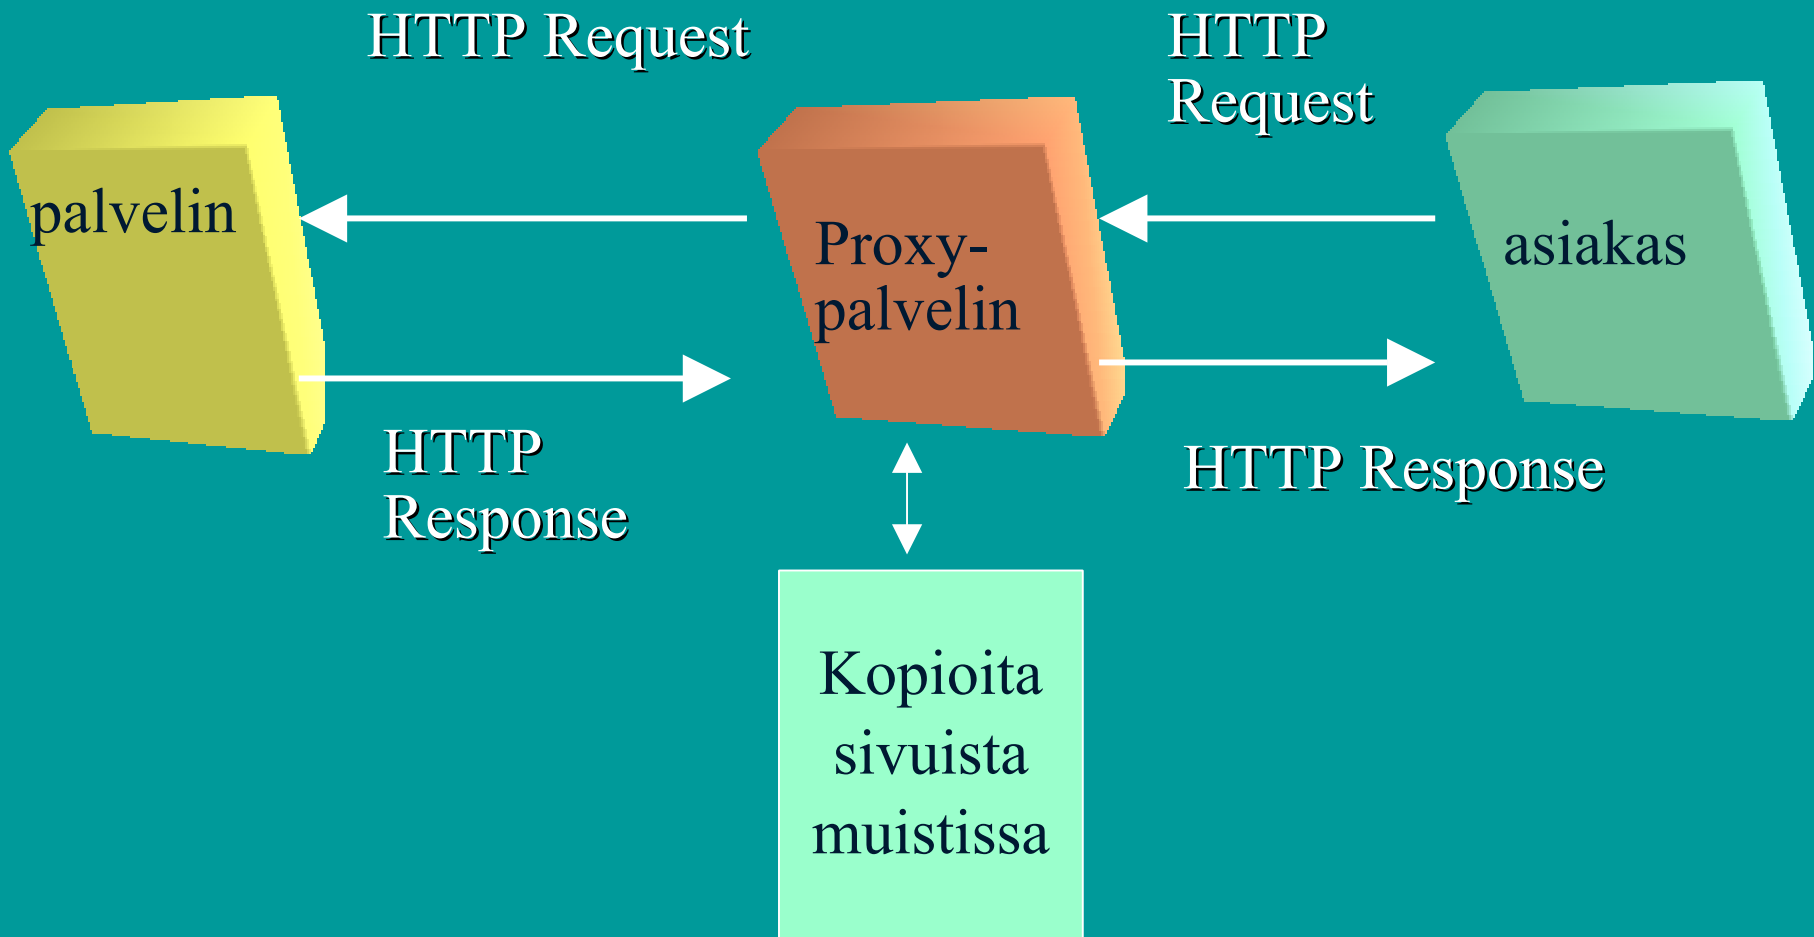 HTTP Request
HTTP
Request
palvelin
Proxy-
palvelin
asiakas
HTTP
Response
HTTP Response
Kopioita
sivuista
muistissa